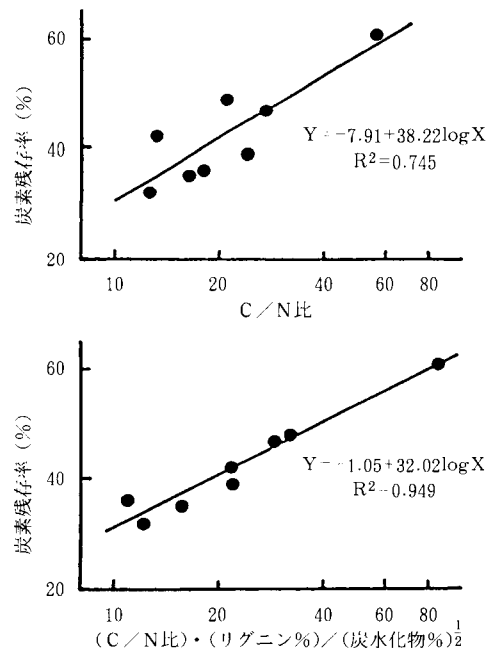 60
40
20
炭素残存率 (%)
Y=-7.91+38.22logX
R²=0.745
10 20 40 60 80
C/N比
60
40
20
炭素残存率 (%)
Y=-1.05+32.02logX
R²=0.949
10 20 40 60 80
(C/N比)・(リグニン%)/(炭水化物%)^1/2